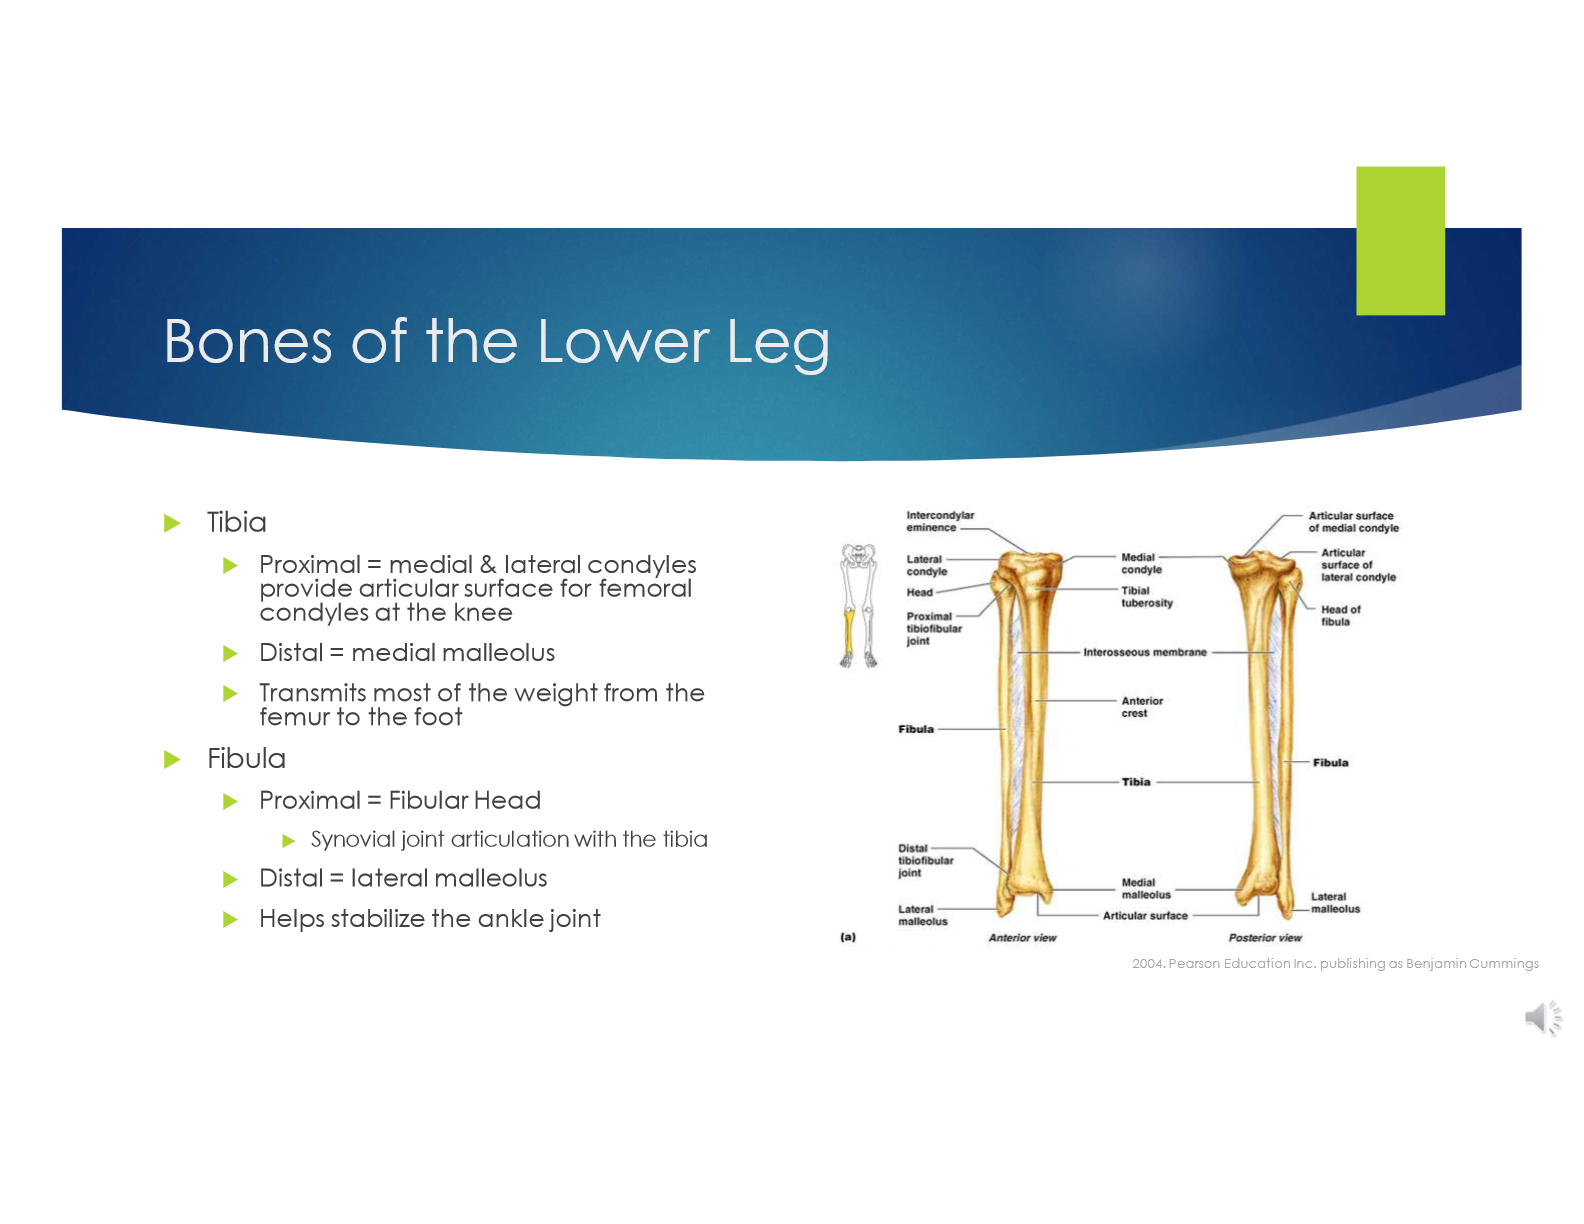 Bones of the Lower Leg
Tibia
Proximal = medial & lateral condyles
provide articular surface for femoral
condyles at the knee
Distal = medial malleolus
Transmits most of the weight from the
femur to the foot
Fibula
Proximal = Fibular Head
Synovial joint articulation with the tibia
Distal = lateral malleolus
Helps stabilize the ankle joint
Intercondylar
eminence
Lateral
condyle
Head
Proximal
tibiofibular
joint
Fibula
Distal
tibiofibular
joint
Lateral
malleolus
(a)
Anterior view
Medial
condyle
Tibial
tuberosity
Interosseous membrane
Anterior
crest
Tibia
Medial
malleolus
Articular surface
Articular surface
of medial condyle
Articular
surface of
lateral condyle
Head of
fibula
Fibula
Lateral
malleolus
Posterior view
2004. Pearson Education Inc. publishing as Benjamin Cummings